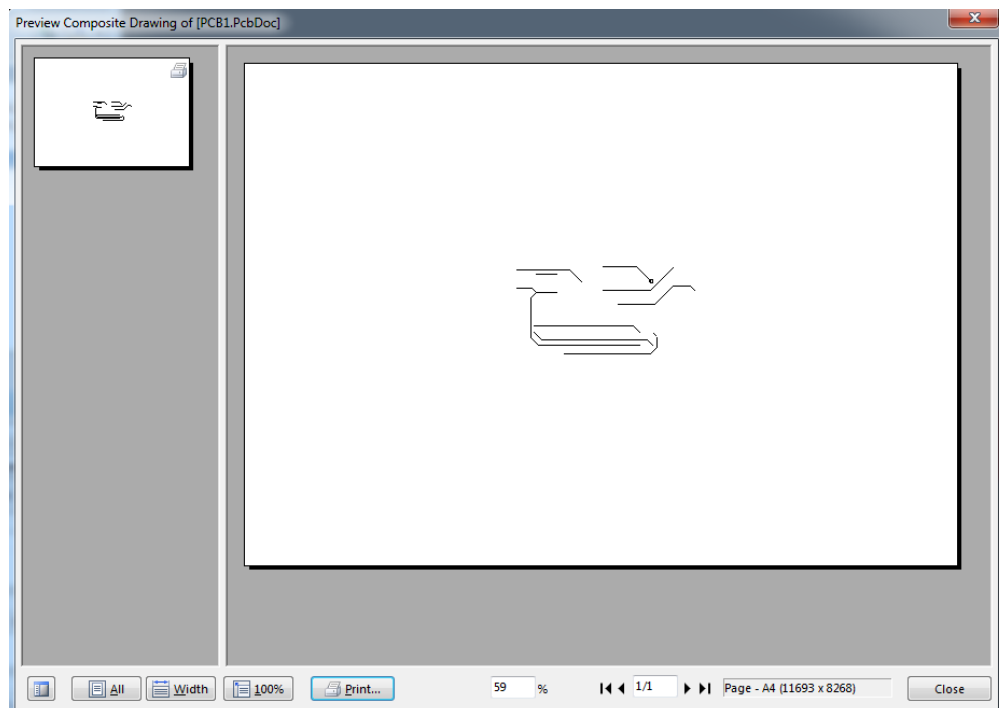 Preview Composite Drawing of [PCB1.PcbDoc]
All Width 100% Print... 59 % 1/1 Page - A4 (11693 x 8268) Close